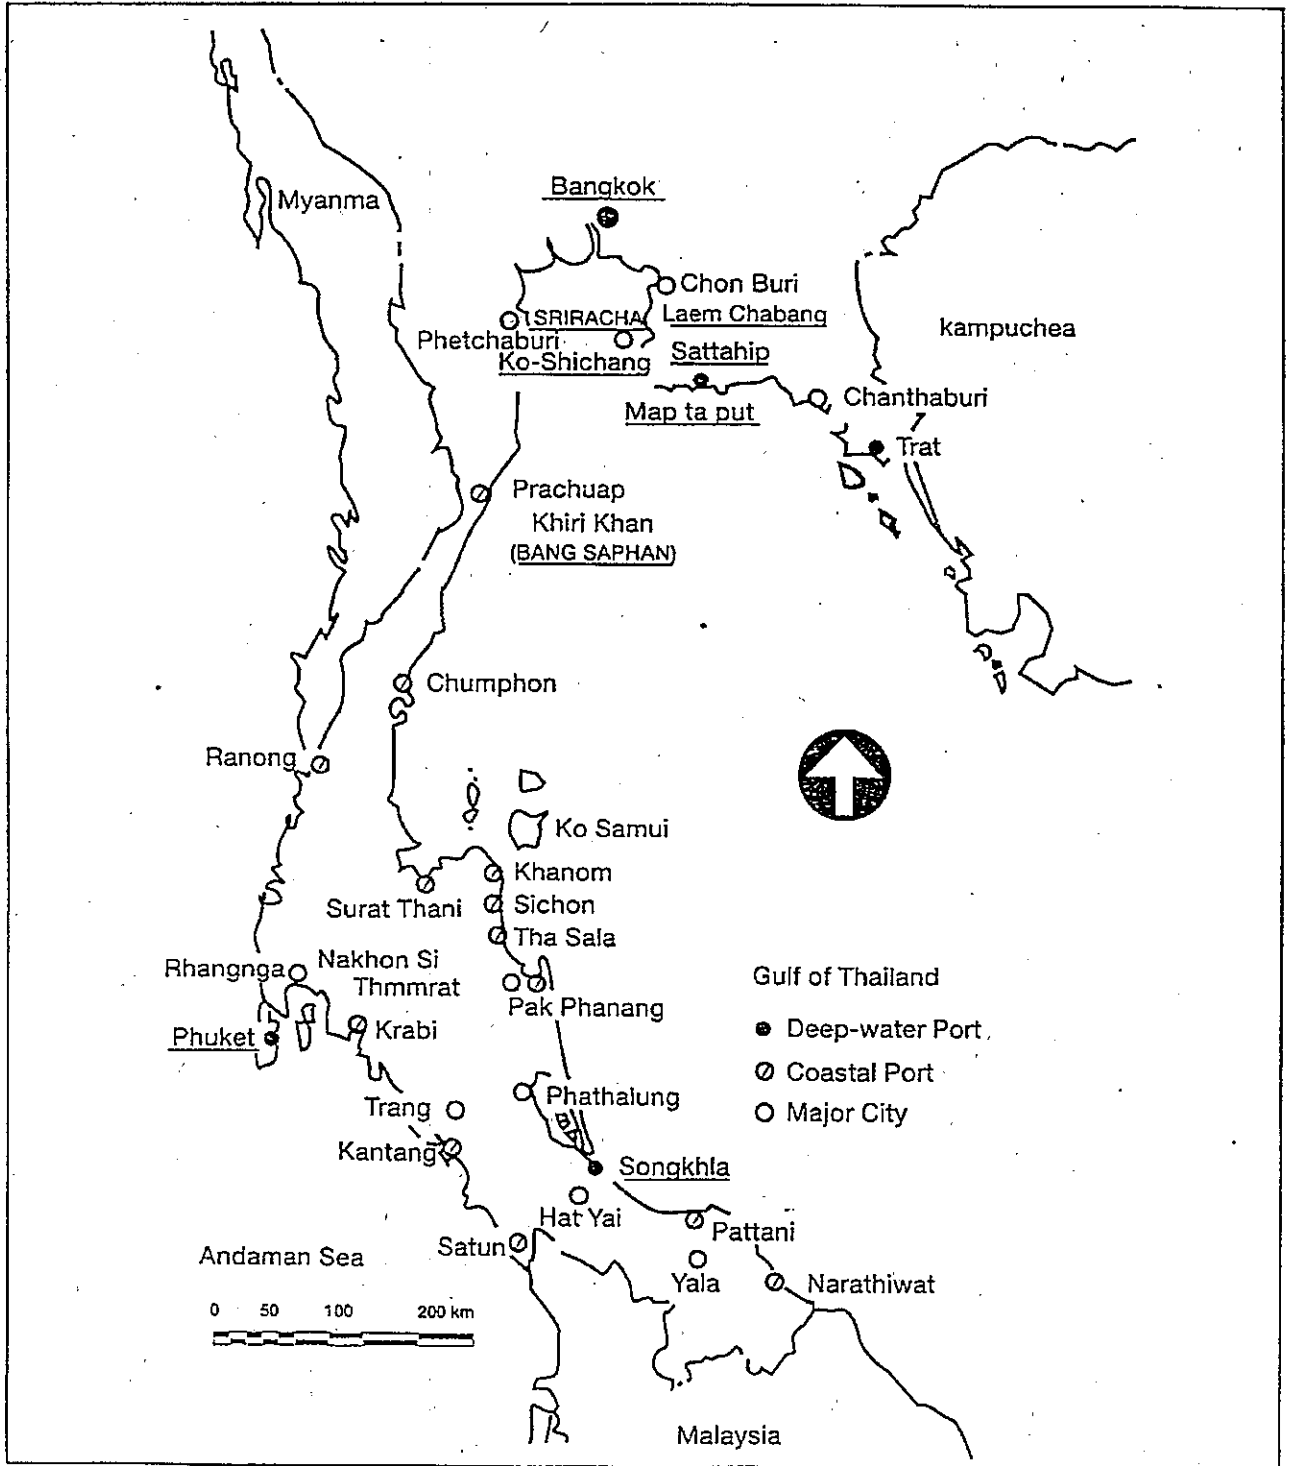 Bangkok
Myanma
Chon Buri
(SRIRACHA)
Laem Chabang
kampuchea
Phetchaburi
Ko-Shichang
Sattahip
Map ta put
Chanthaburi
Trat
Prachuap
Khiri Khan
(BANG SAPHAN)
Chumphon
Ranong
Ko Samui
Khanom
Surat Thani
Sichon
Tha Sala
Rhangnga
Nakhon Si
Thmmrat
Pak Phanang
Phuket
Krabi
Gulf of Thailand
Deep-water Port
Coastal Port
Major City
Trang
Phathalung
Kantang
Songkhla
Hat Yai
Pattani
Satun
Yala
Narathiwat
Andaman Sea
0 50 100 200 km
Malaysia